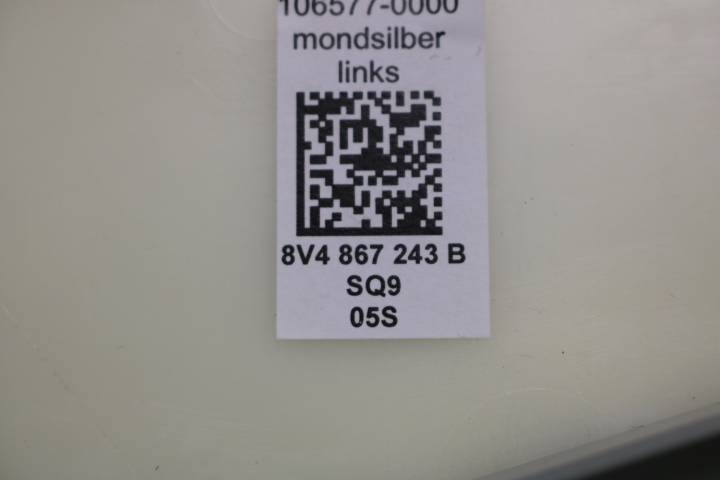 106577-0000
mondsilber
links
8V4 867 243 B
SQ9
05S